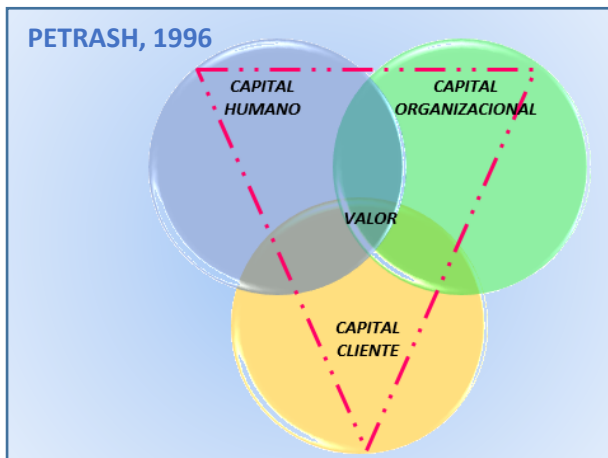 PETRASH, 1996
CAPITAL
HUMANO
CAPITAL
ORGANIZACIONAL
VALOR
CAPITAL
CLIENTE